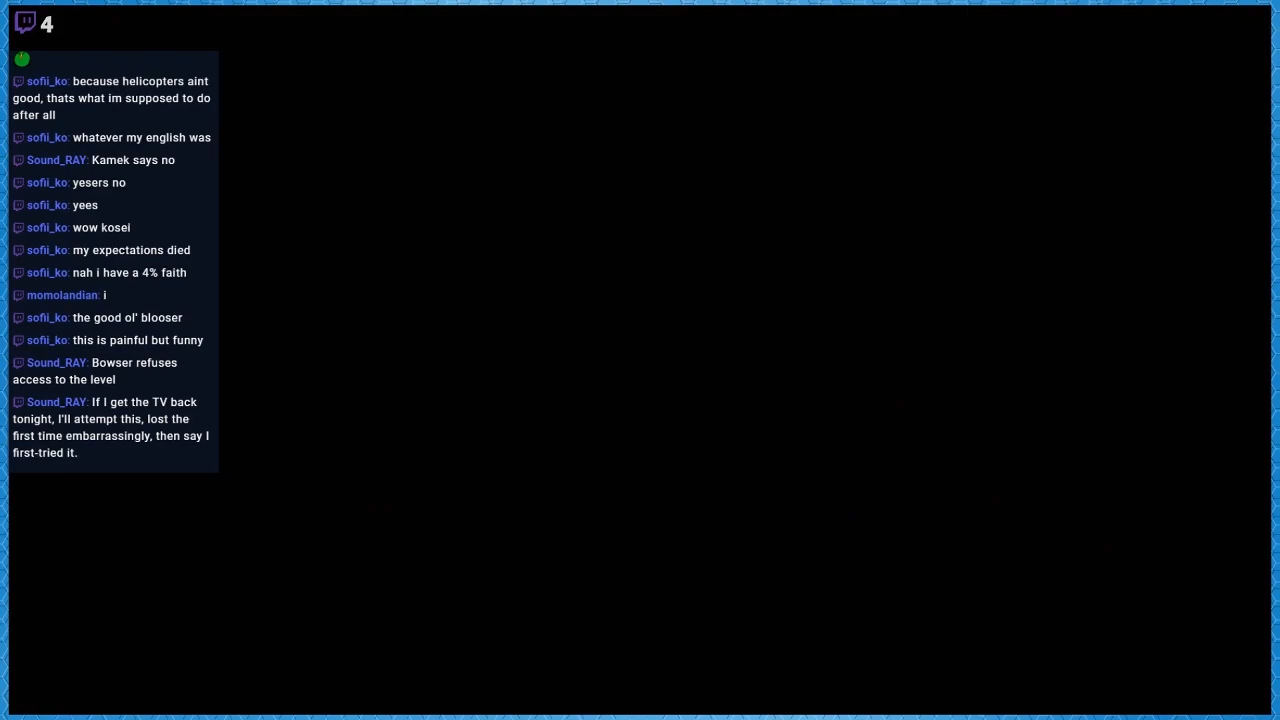 4
sofii_ko: because helicopters aint
good, thats what im supposed to do
after all
sofii_ko: whatever my english was
Sound_RAY: Kamek says no
sofii_ko: yesers no
sofii_ko: yees
sofii_ko: wow kosei
sofii_ko: my expectations died
sofii_ko: nah i have a 4% faith
momolandian: i
sofii_ko: the good ol' blooser
sofii_ko: this is painful but funny
Sound_RAY: Bowser refuses
access to the level
Sound_RAY: If I get the TV back
tonight, I'll attempt this, lost the
first time embarrassingly, then say I
first-tried it.